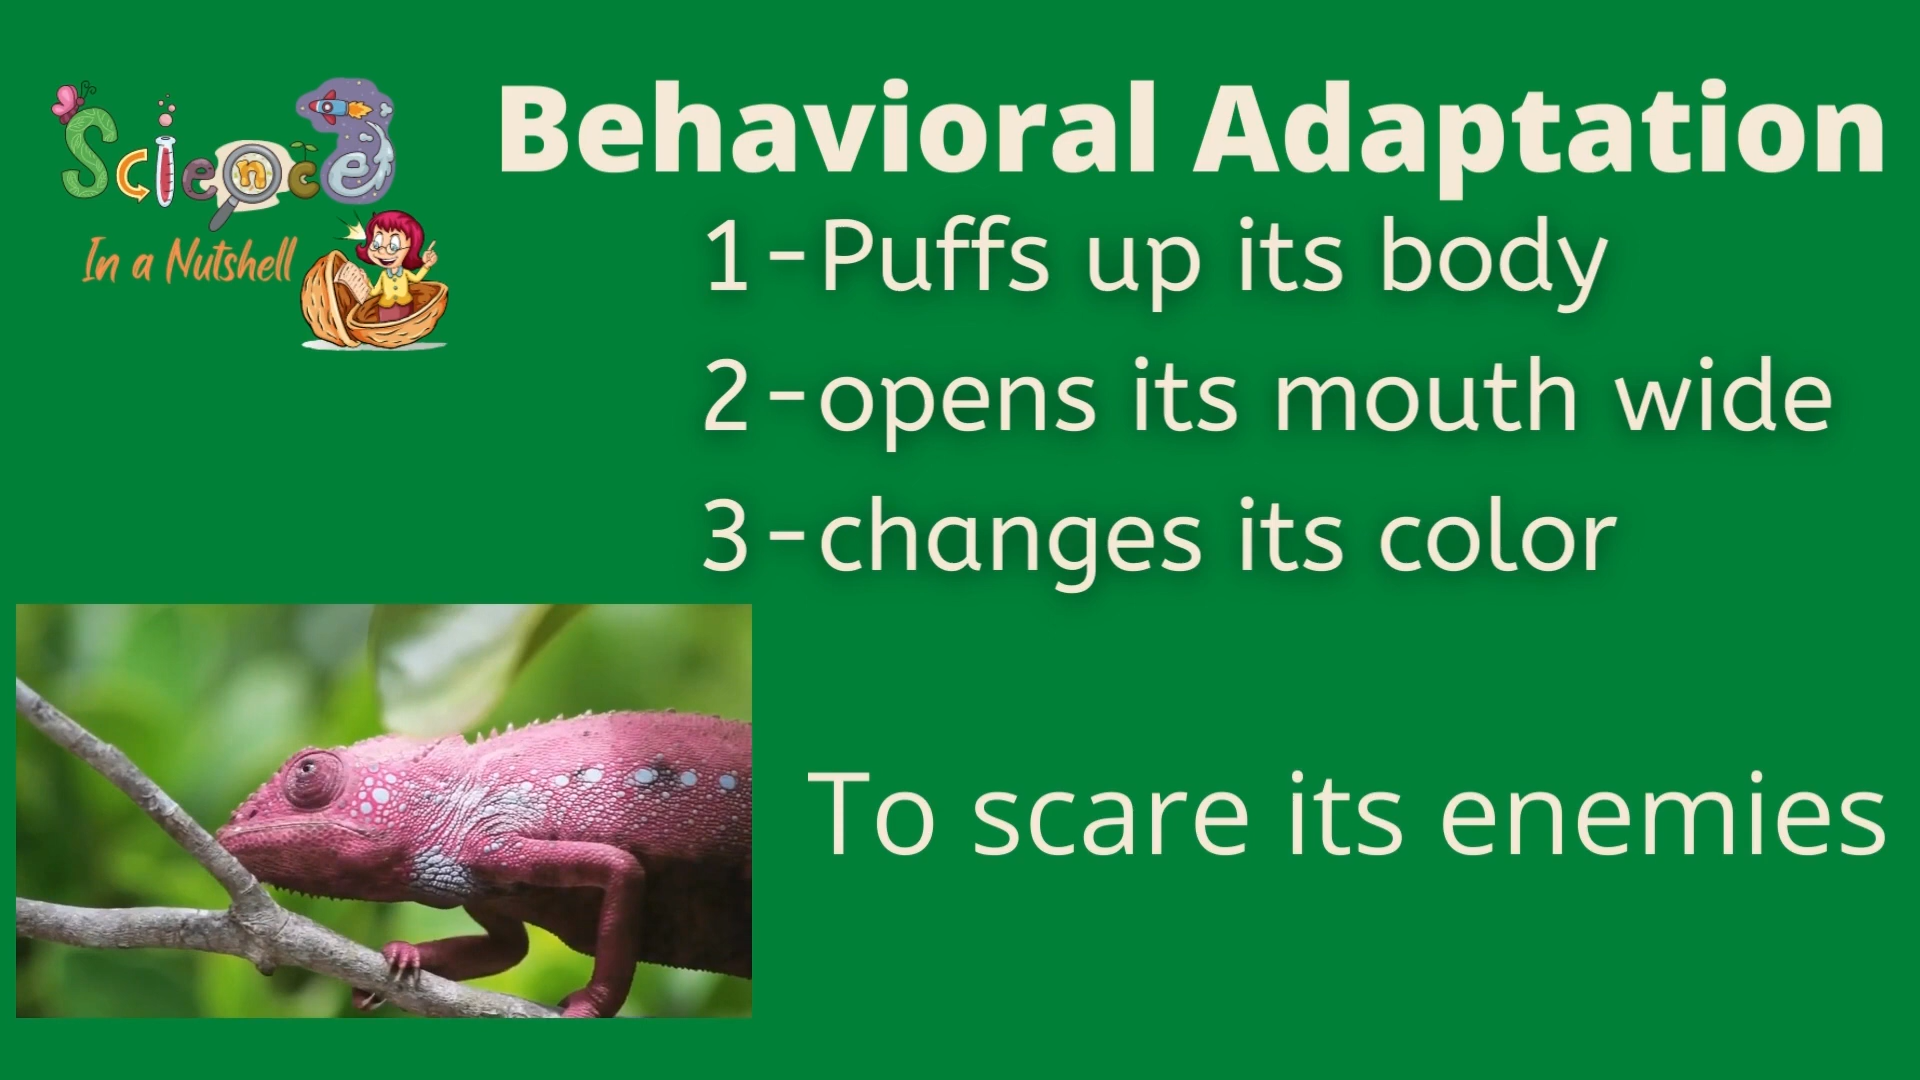 Science
In a Nutshell
Behavioral Adaptation
1-Puffs up its body
2-opens its mouth wide
3-changes its color
To scare its enemies